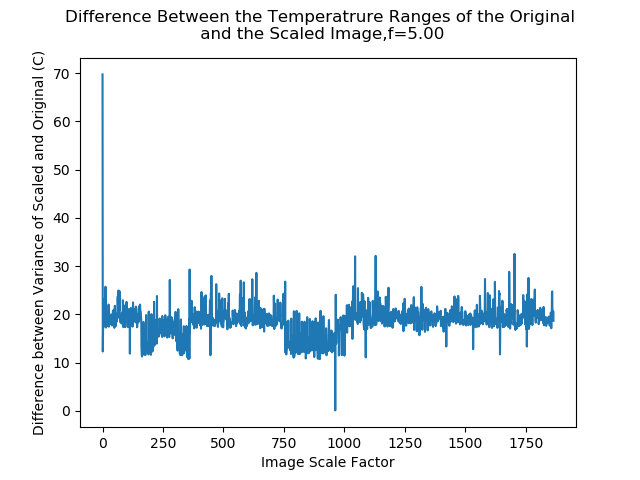 Difference Between the Temperatrure Ranges of the Original
and the Scaled Image,f=5.00
Difference between Variance of Scaled and Original (C)
70
60
50
40
30
20
10
0
0 250 500 750 1000 1250 1500 1750
Image Scale Factor